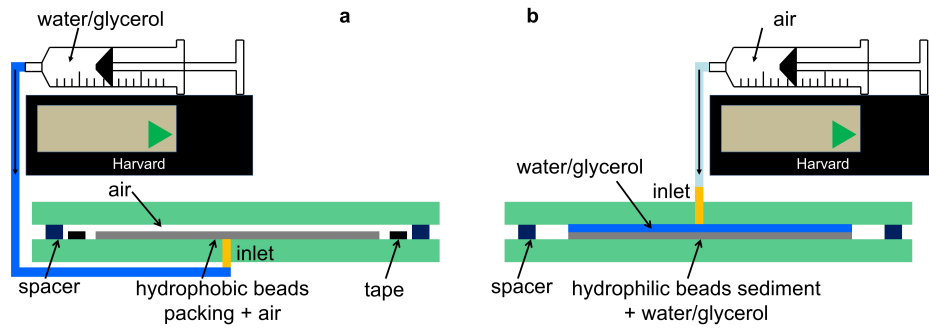 a
water/glycerol
Harvard
air
inlet
spacer
hydrophobic beads
packing + air
tape
b
air
Harvard
water/glycerol
inlet
spacer
hydrophilic beads sediment
+ water/glycerol